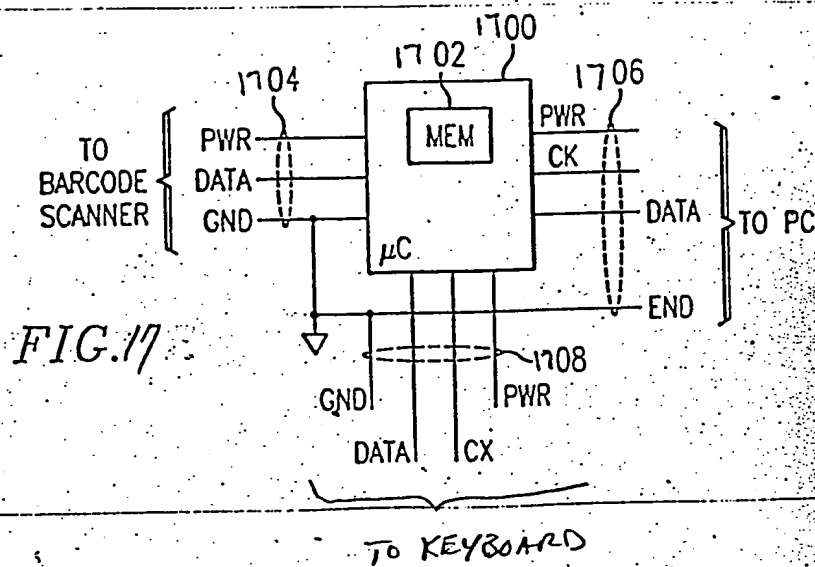 1700
1702
1704
1706
PWR
TO
BARCODE
SCANNER
PWR
DATA
GND
MEM
CK
DATA
TO PC
µC
END
FIG.17
1708
GND
PWR
DATA
CX
TO KEYBOARD